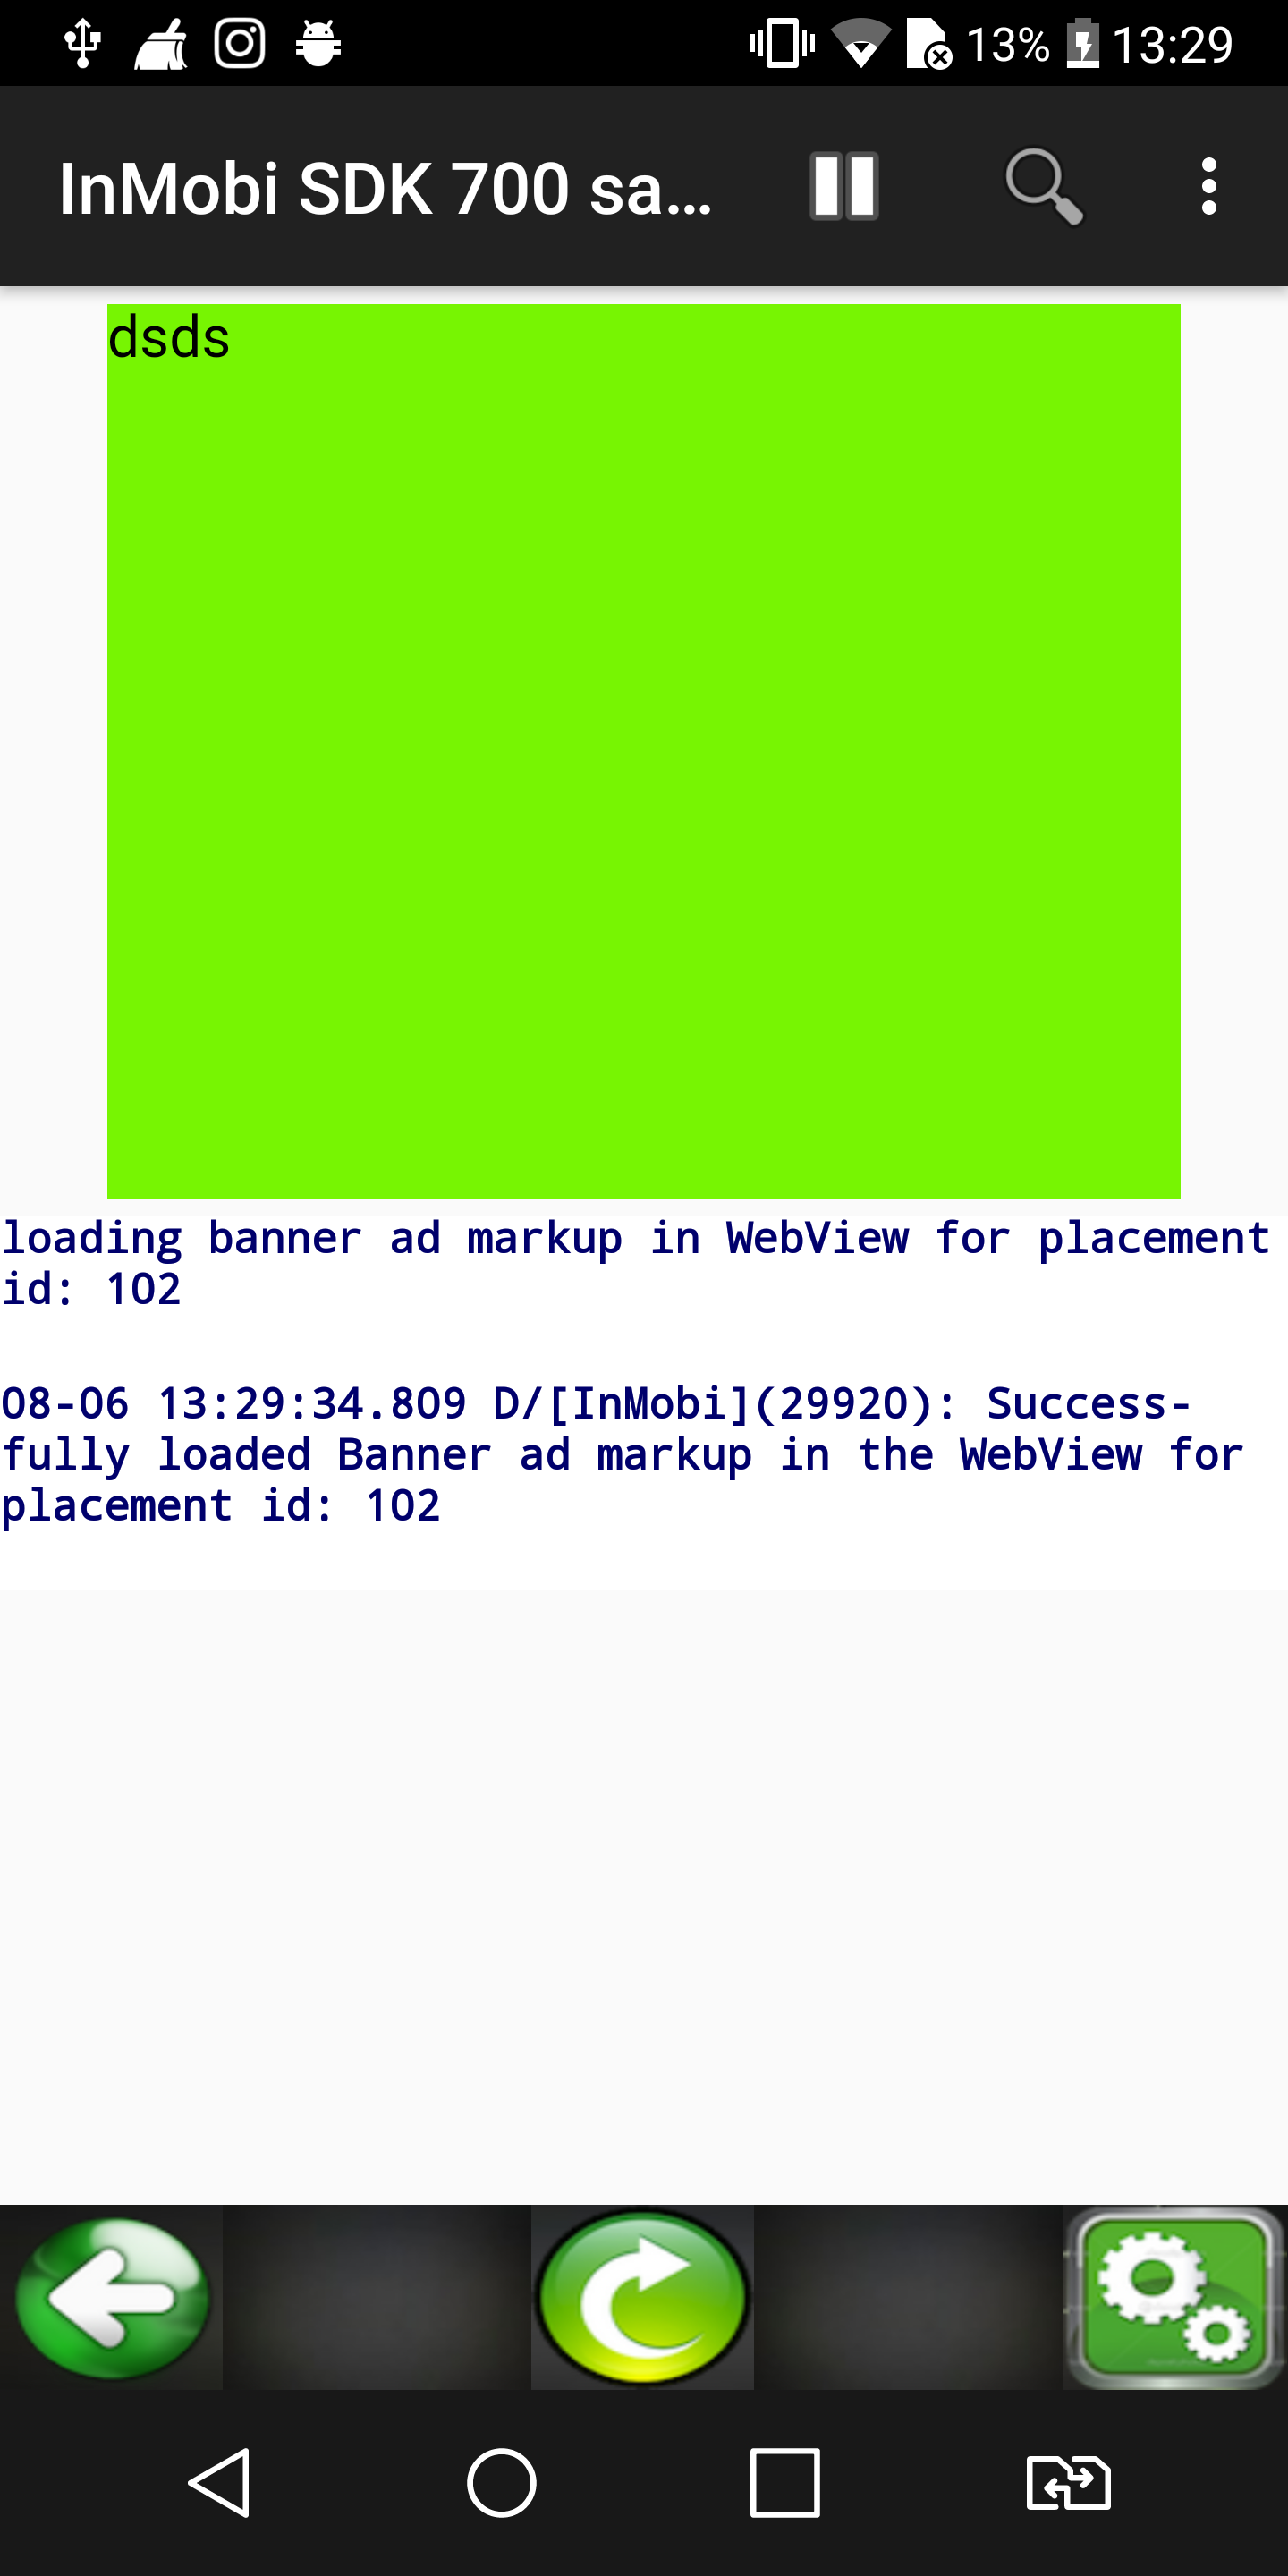 13% 13:29
InMobi SDK 700 sa...
dsds
loading banner ad markup in WebView for placement
id: 102
08-06 13:29:34.809 D/[InMobi](29920): Success-
fully loaded Banner ad markup in the WebView for
placement id: 102